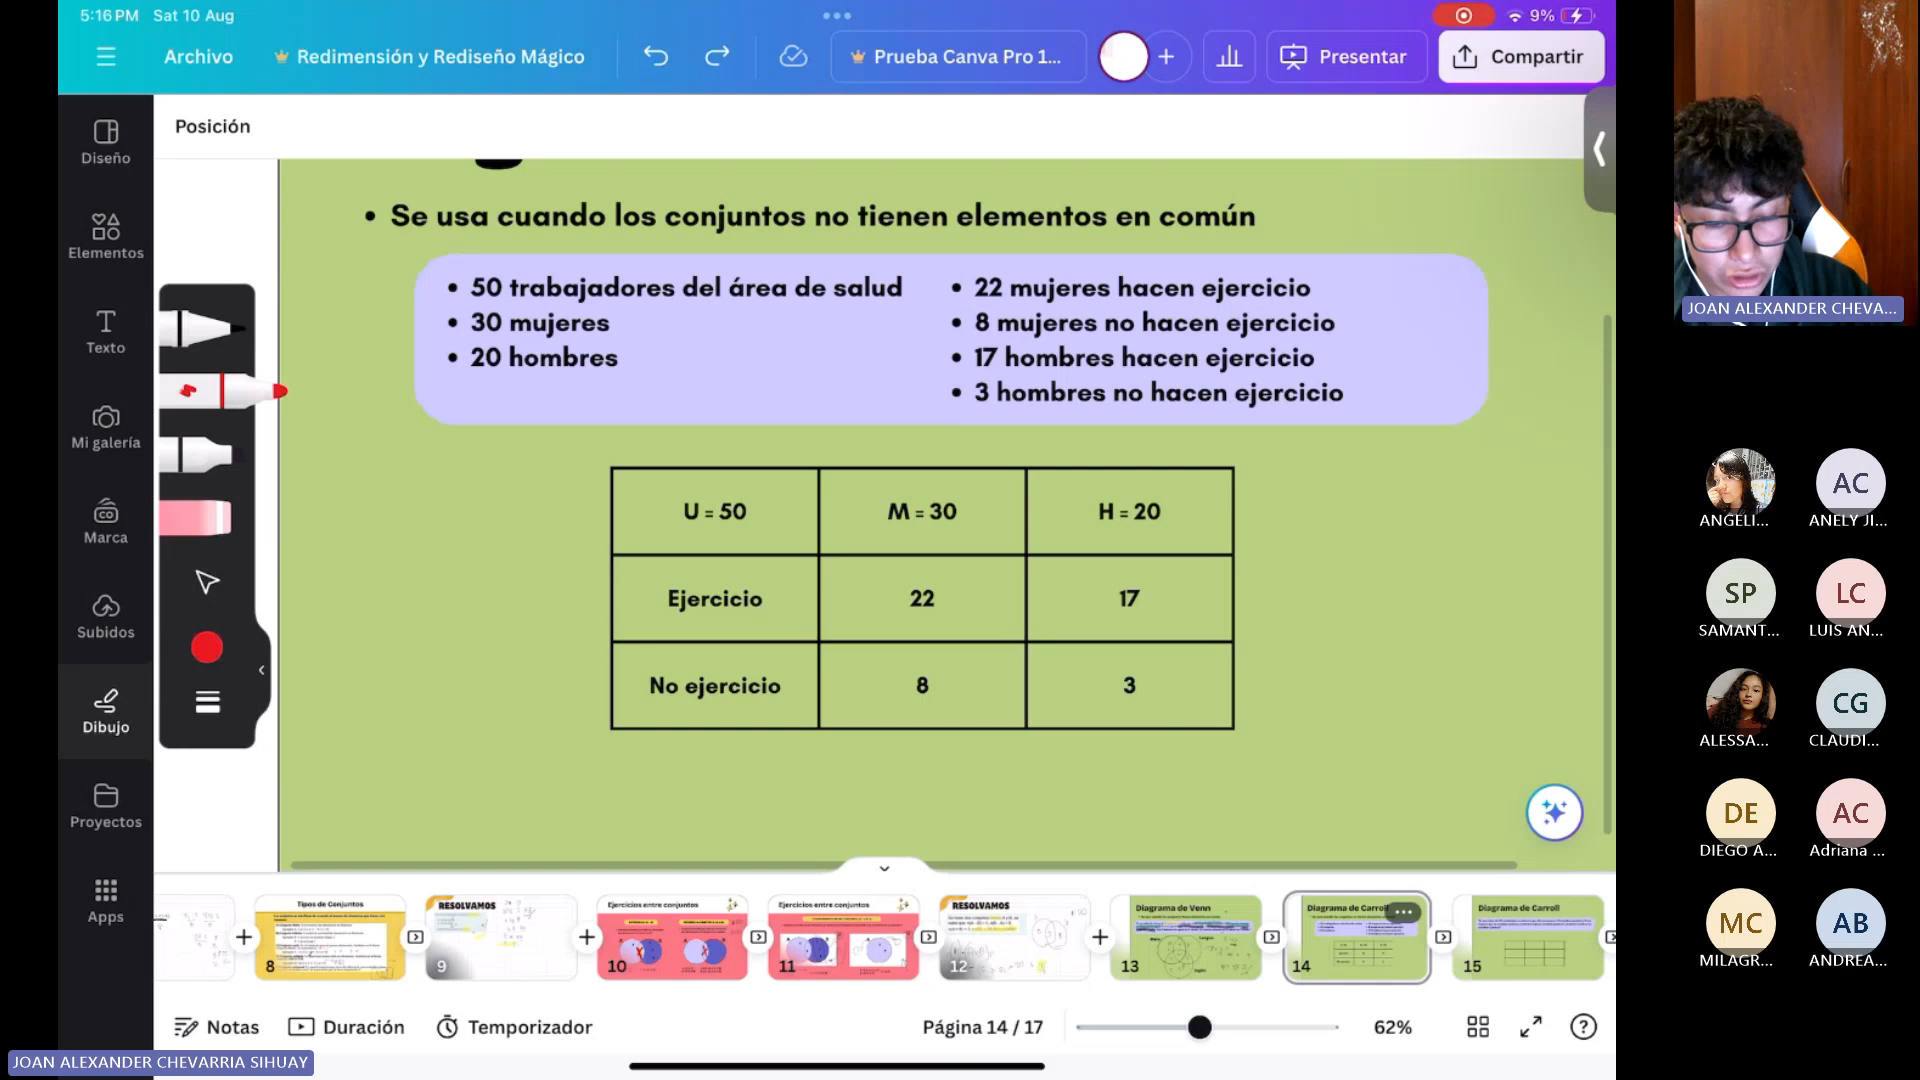 5:16 PM Sat 10 Aug
9%
Archivo
Redimensión y Rediseño Mágico
Prueba Canva Pro 1...
Presentar
Compartir
Posición
Diseño
Elementos
Texto
Mi galería
Marca
Subidos
Dibujo
Proyectos
Apps
• Se usa cuando los conjuntos no tienen elementos en común
• 50 trabajadores del área de salud
• 30 mujeres
• 20 hombres
• 22 mujeres hacen ejercicio
• 8 mujeres no hacen ejercicio
• 17 hombres hacen ejercicio
• 3 hombres no hacen ejercicio
U = 50 M = 30 H = 20
Ejercicio 22 17
No ejercicio 8 3
Tipos de Conjuntos
8
RESOLVAMOS
9
Ejercicios entre conjuntos
10
Ejercicios entre conjuntos
11
RESOLVAMOS
12
Diagrama de Venn
13
Diagrama de Carroll
14
Diagrama de Carroll
15
Notas
Duración
Temporizador
Página 14 / 17
62%
JOAN ALEXANDER CHEVARRIA SIHUAY
JOAN ALEXANDER CHEVA...
ANGELI...
AC
ANELY JI...
SP
SAMANT...
LC
LUIS AN...
ALESSA...
CG
CLAUDI...
DE
DIEGO A...
AC
Adriana ...
MC
MILAGR...
AB
ANDREA...